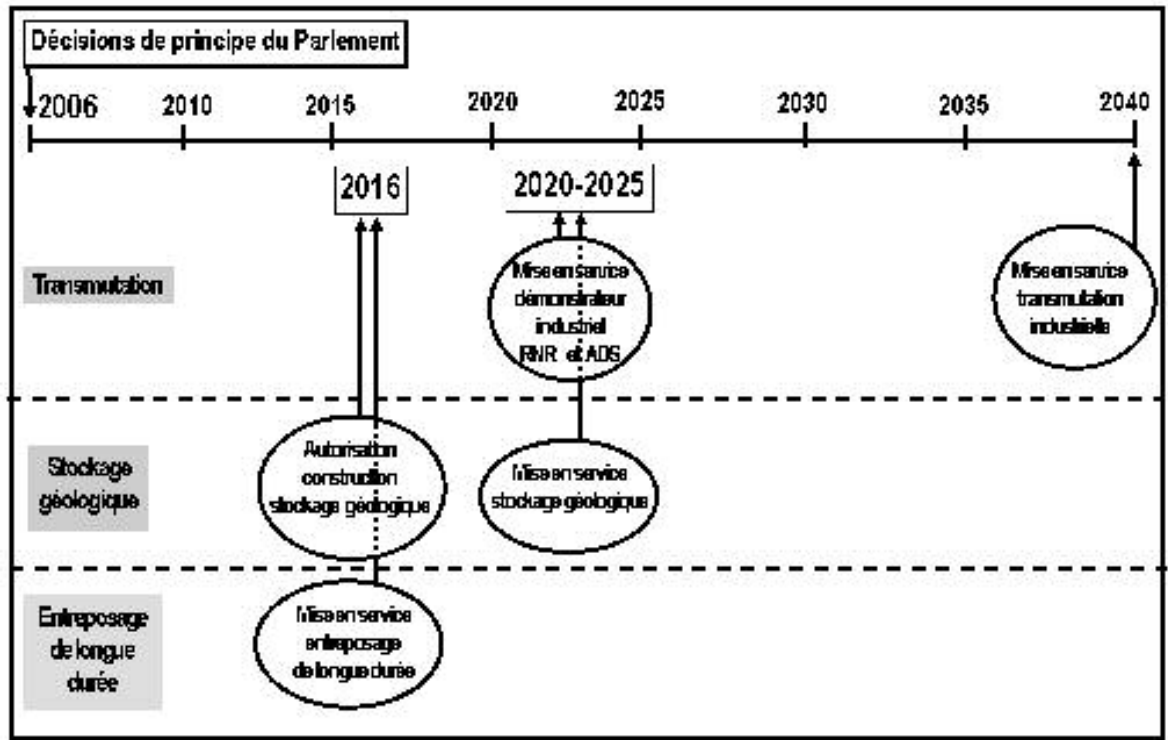 Décisions de principe du Parlement
2006 2010 2015 2020 2025 2030 2035 2040
2016
2020-2025
Transmutation
Mise en service
démonstrateur
industriel
RNR et ADS
Mise en service
transmutation
industrielle
Stockage
géologique
Autorisation
construction
stockage géologique
Mise en service
stockage géologique
Entreposage
de longue
durée
Mise en service
entreposage
de longue durée